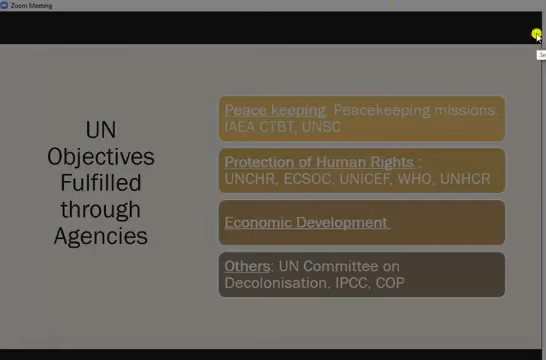 Zoom Meeting
UN
Objectives
Fulfilled
through
Agencies
Peace keeping. Peacekeeping missions,
IAEA CTBT, UNSC
Protection of Human Rights :
UNCHR, ECSOC. UNICEF, WHO, UNHCR
Economic Development
Others: UN Committee on
Decolonisation. IPCC, COP